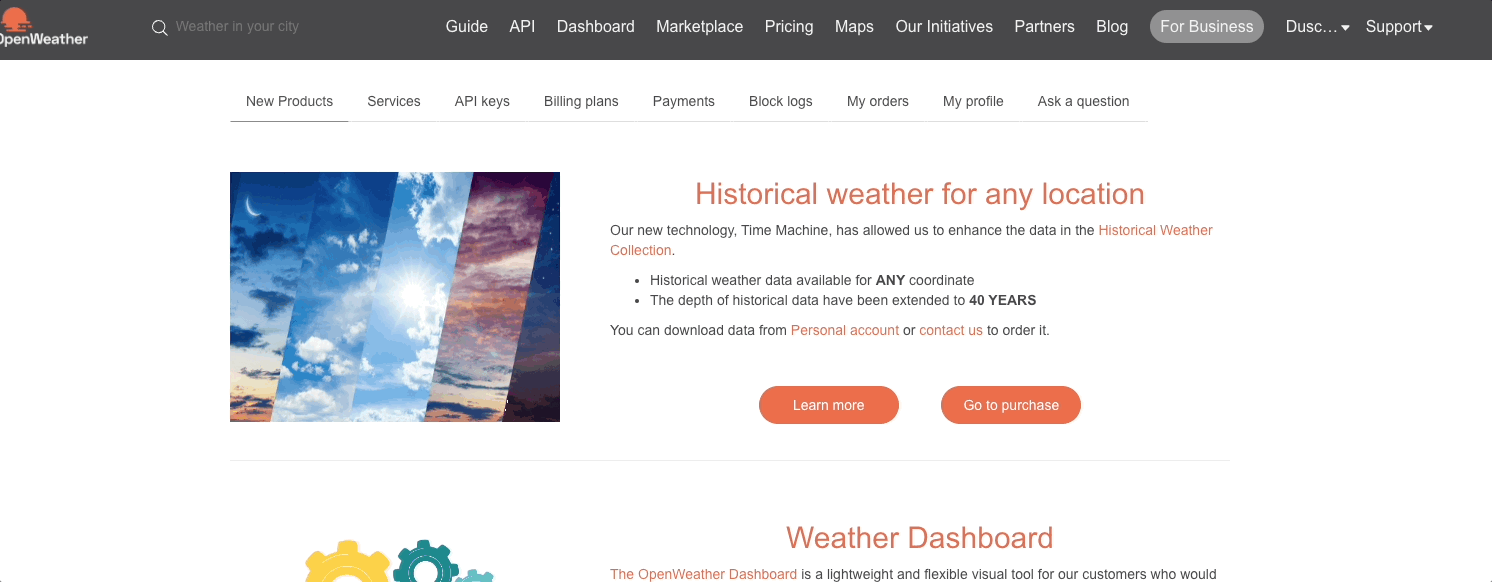 OpenWeather
Weather in your city
Guide API Dashboard Marketplace Pricing Maps Our Initiatives Partners Blog For Business Dusc... Support
New Products Services API keys Billing plans Payments Block logs My orders My profile Ask a question
Historical weather for any location
Our new technology, Time Machine, has allowed us to enhance the data in the Historical Weather
Collection.
• Historical weather data available for ANY coordinate
• The depth of historical data have been extended to 40 YEARS
You can download data from Personal account or contact us to order it.
Learn more Go to purchase
Weather Dashboard
The OpenWeather Dashboard is a lightweight and flexible visual tool for our customers who would